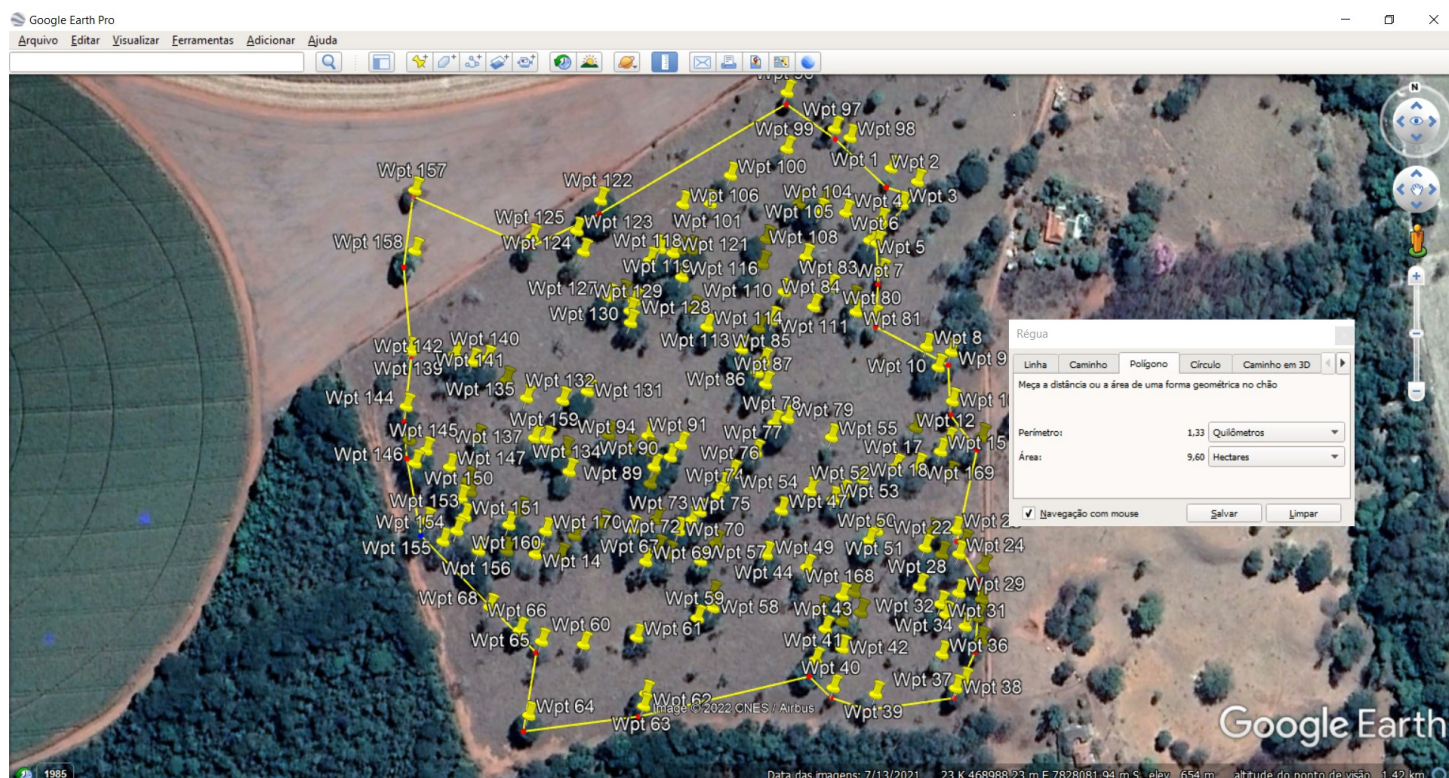 Google Earth Pro
Arquivo Editar Visualizar Ferramentas Adicionar Ajuda
Wpt 97
Wpt 99
Wpt 98
Wpt 100
Wpt 1
Wpt 2
Wpt 157
Wpt 122
Wpt 106
Wpt 104
Wpt 4
Wpt 3
Wpt 125
Wpt 123
Wpt 101
Wpt 105
Wpt 6
Wpt 158
Wpt 124
Wpt 118
Wpt 121
Wpt 108
Wpt 5
Wpt 119
Wpt 116
Wpt 83
Wpt 7
Wpt 127
Wpt 129
Wpt 110
Wpt 84
Wpt 80
Wpt 130
Wpt 128
Wpt 114
Wpt 111
Wpt 81
Wpt 142
Wpt 140
Wpt 113
Wpt 85
Wpt 8
Wpt 139
Wpt 141
Wpt 87
Wpt 10
Wpt 9
Wpt 135
Wpt 132
Wpt 131
Wpt 86
Wpt 144
Wpt 78
Wpt 79
Wpt 12
Wpt 145
Wpt 137
Wpt 159
Wpt 94
Wpt 91
Wpt 77
Wpt 55
Wpt 15
Wpt 146
Wpt 147
Wpt 134
Wpt 90
Wpt 76
Wpt 17
Wpt 150
Wpt 89
Wpt 74
Wpt 54
Wpt 52
Wpt 18
Wpt 169
Wpt 153
Wpt 151
Wpt 73
Wpt 75
Wpt 47
Wpt 53
Wpt 154
Wpt 170
Wpt 72
Wpt 70
Wpt 50
Wpt 22
Wpt 155
Wpt 160
Wpt 67
Wpt 69
Wpt 57
Wpt 49
Wpt 51
Wpt 24
Wpt 156
Wpt 14
Wpt 44
Wpt 168
Wpt 28
Wpt 29
Wpt 68
Wpt 66
Wpt 59
Wpt 58
Wpt 43
Wpt 32
Wpt 31
Wpt 65
Wpt 60
Wpt 61
Wpt 41
Wpt 42
Wpt 34
Wpt 36
Wpt 40
Wpt 37
Wpt 38
Wpt 64
Wpt 62
Wpt 63
Wpt 39
Régua
Linha Caminho Polígono Círculo Caminho em 3D
Meça a distância ou a área de uma forma geométrica no chão
Perímetro: 1,33 Quilômetros
Área: 9,60 Hectares
Navegação com mouse Salvar Limpar
N
Image © 2022 CNES / Airbus
Google Earth
1985
Data das imagens: 7/13/2021 23 K 468988.23 m E 7828081.94 m S elev 654 m altitude do ponto de visão 1.42 km